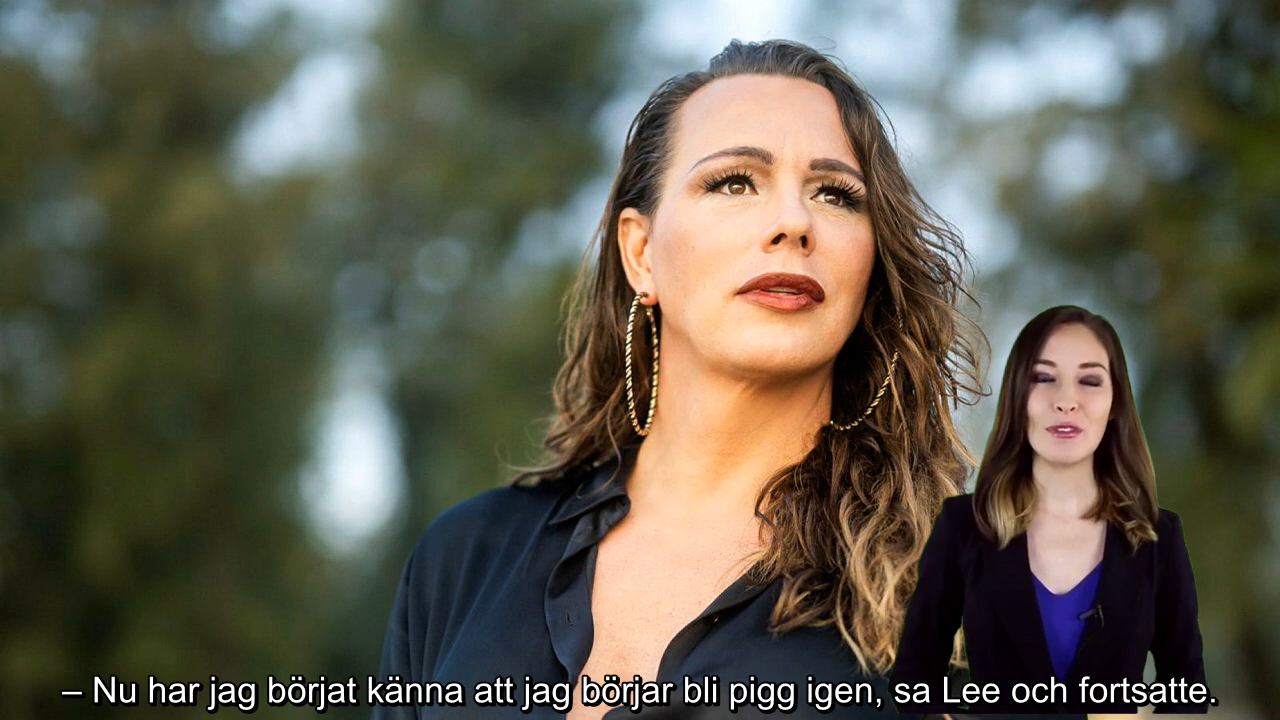 – Nu har jag börjat känna att jag börjar bli pigg igen, sa Lee och fortsatte.